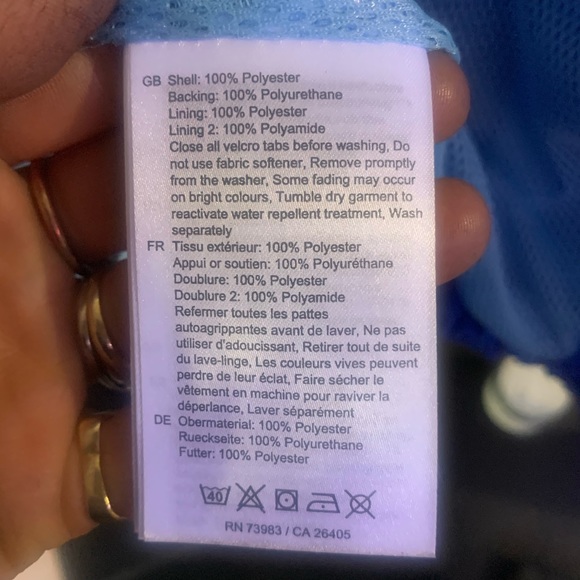 GB Shell: 100% Polyester
Backing: 100% Polyurethane
Lining: 100% Polyester
Lining 2: 100% Polyamide
Close all velcro tabs before washing, Do
not use fabric softener, Remove promptly
from the washer, Some fading may occur
on bright colours, Tumble dry garment to
reactivate water repellent treatment, Wash
separately
FR Tissu extérieur: 100% Polyester
Appui or soutien: 100% Polyuréthane
Doublure: 100% Polyester
Doublure 2: 100% Polyamide
Refermer toutes les pattes
autoagrippantes avant de laver, Ne pas
utiliser d'adoucissant, Retirer tout de suite
du lave-linge, Les couleurs vives peuvent
perdre de leur éclat, Faire sécher le
vêtement en machine pour raviver la
déperlance, Laver séparément
DE Obermaterial: 100% Polyester
Rueckseite: 100% Polyurethane
Futter: 100% Polyester
40
RN 73983 / CA 26405